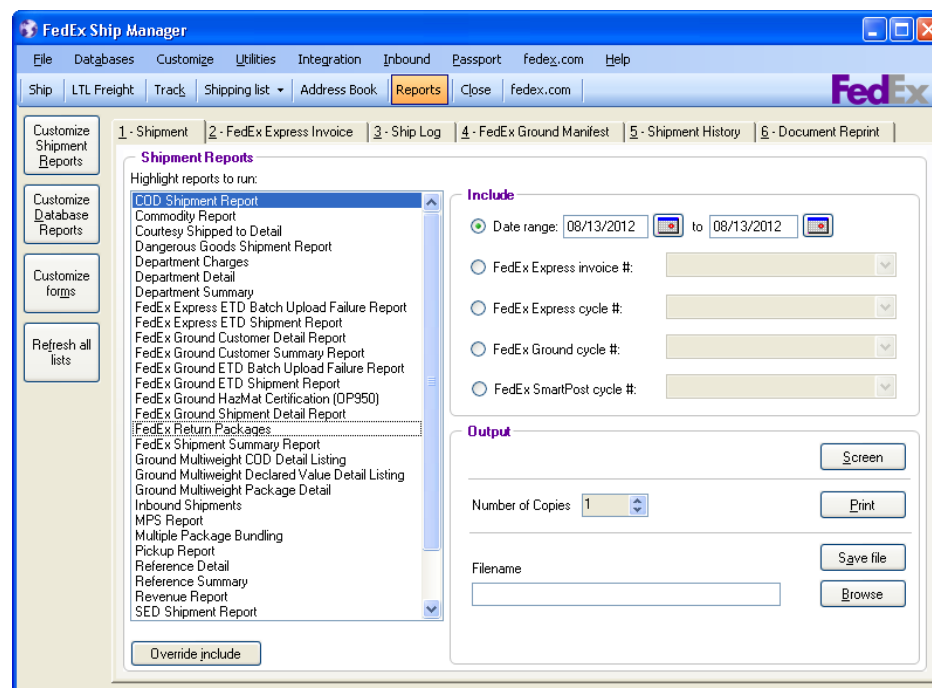 FedEx Ship Manager
File Databases Customize Utilities Integration Inbound Passport fedex.com Help
Ship LTL Freight Track Shipping list Address Book Reports Close fedex.com
FedEx
Customize
Shipment
Reports
Customize
Database
Reports
Customize
forms
Refresh all
lists
1 - Shipment 2 - FedEx Express Invoice 3 - Ship Log 4 - FedEx Ground Manifest 5 - Shipment History 6 - Document Reprint
Shipment Reports
Highlight reports to run:
COD Shipment Report
Commodity Report
Courtesy Shipped to Detail
Dangerous Goods Shipment Report
Department Charges
Department Detail
Department Summary
FedEx Express ETD Batch Upload Failure Report
FedEx Express ETD Shipment Report
FedEx Ground Customer Detail Report
FedEx Ground Customer Summary Report
FedEx Ground ETD Batch Upload Failure Report
FedEx Ground ETD Shipment Report
FedEx Ground HazMat Certification (OP950)
FedEx Ground Shipment Detail Report
FedEx Return Packages
FedEx Shipment Summary Report
Ground Multiweight COD Detail Listing
Ground Multiweight Declared Value Detail Listing
Ground Multiweight Package Detail
Inbound Shipments
MPS Report
Multiple Package Bundling
Pickup Report
Reference Detail
Reference Summary
Revenue Report
SED Shipment Report
Override include
Include
Date range: 08/13/2012 to 08/13/2012
FedEx Express invoice #:
FedEx Express cycle #:
FedEx Ground cycle #:
FedEx SmartPost cycle #:
Output
Screen
Number of Copies 1 Print
Save file
Filename
Browse